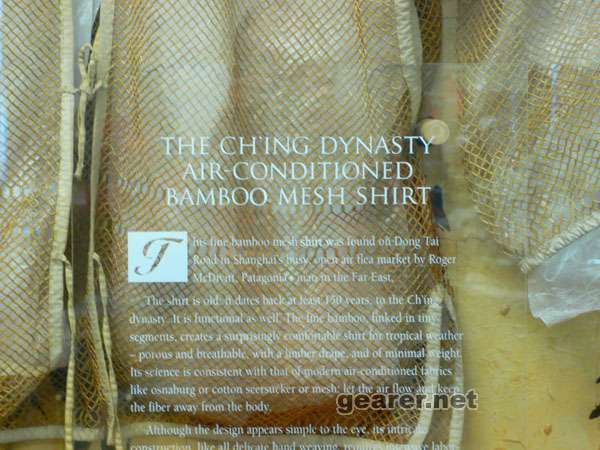 THE CH'ING DYNASTY
AIR-CONDITIONED
BAMBOO MESH SHIRT
This fine bamboo mesh shirt was found on Dong Tai
Road in Shanghai's busy, open air flea market by Roger
McDivitt, Patagonia® man in the Far East.
The shirt is old: it dates back at least 150 years, to the Ch'ing
dynasty. It is functional as well. The fine bamboo, linked in tiny
segments, creates a surprisingly comfortable shirt for tropical weather
– porous and breathable, with a limber drape, and of minimal weight.
Its science is consistent with that of modern air-conditioned fabrics
like osnaburg or cotton seersucker or mesh: let the air flow and keep
the fiber away from the body.
gearer.net
Although the design appears simple to the eye, its intricate
construction, like all delicate hand weaving, requires intensive labor-